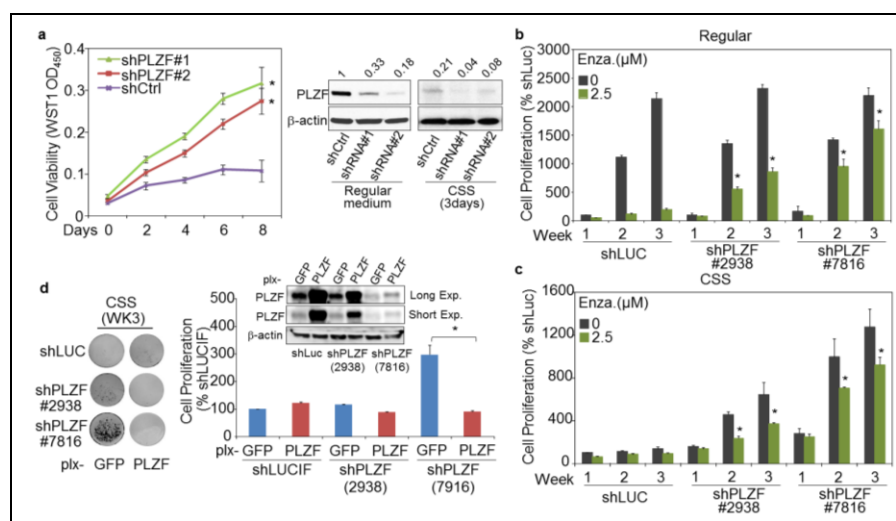 a
Cell Viability (WST1 OD450)
0.4
0.3
0.2
0.1
0
shPLZF#1
shPLZF#2
shCtrl
*
*
Days 0 2 4 6 8
1 0.33 0.18 0.21 0.04 0.08
PLZF
β-actin
shCtrl shRNA#1 shRNA#2 shCtrl shRNA#1 shRNA#2
Regular medium
CSS (3days)
b
Regular
Cell Proliferation (% shLuc)
3000
2500
2000
1500
1000
500
0
Enza.(μM)
0
2.5
* * * *
Week 1 2 3 1 2 3 1 2 3
shLUC shPLZF #2938 shPLZF #7816
c
CSS
Cell Proliferation (% shLuc)
1600
1200
800
400
0
Enza.(μM)
0
2.5
* * * *
Week 1 2 3 1 2 3 1 2 3
shLUC shPLZF #2938 shPLZF #7816
d
CSS
(WK3)
shLUC
shPLZF
#2938
shPLZF
#7816
plx- GFP PLZF
Cell Proliferation
(% shLUCIF)
500
400
300
200
100
0
plx- GFP PLZF GFP PLZF GFP PLZF
PLZF Long Exp.
PLZF Short Exp.
β-actin
shLuc shPLZF (2938) shPLZF (7816)
*
GFP PLZF GFP PLZF GFP PLZF
shLUCIF shPLZF (2938) shPLZF (7916)